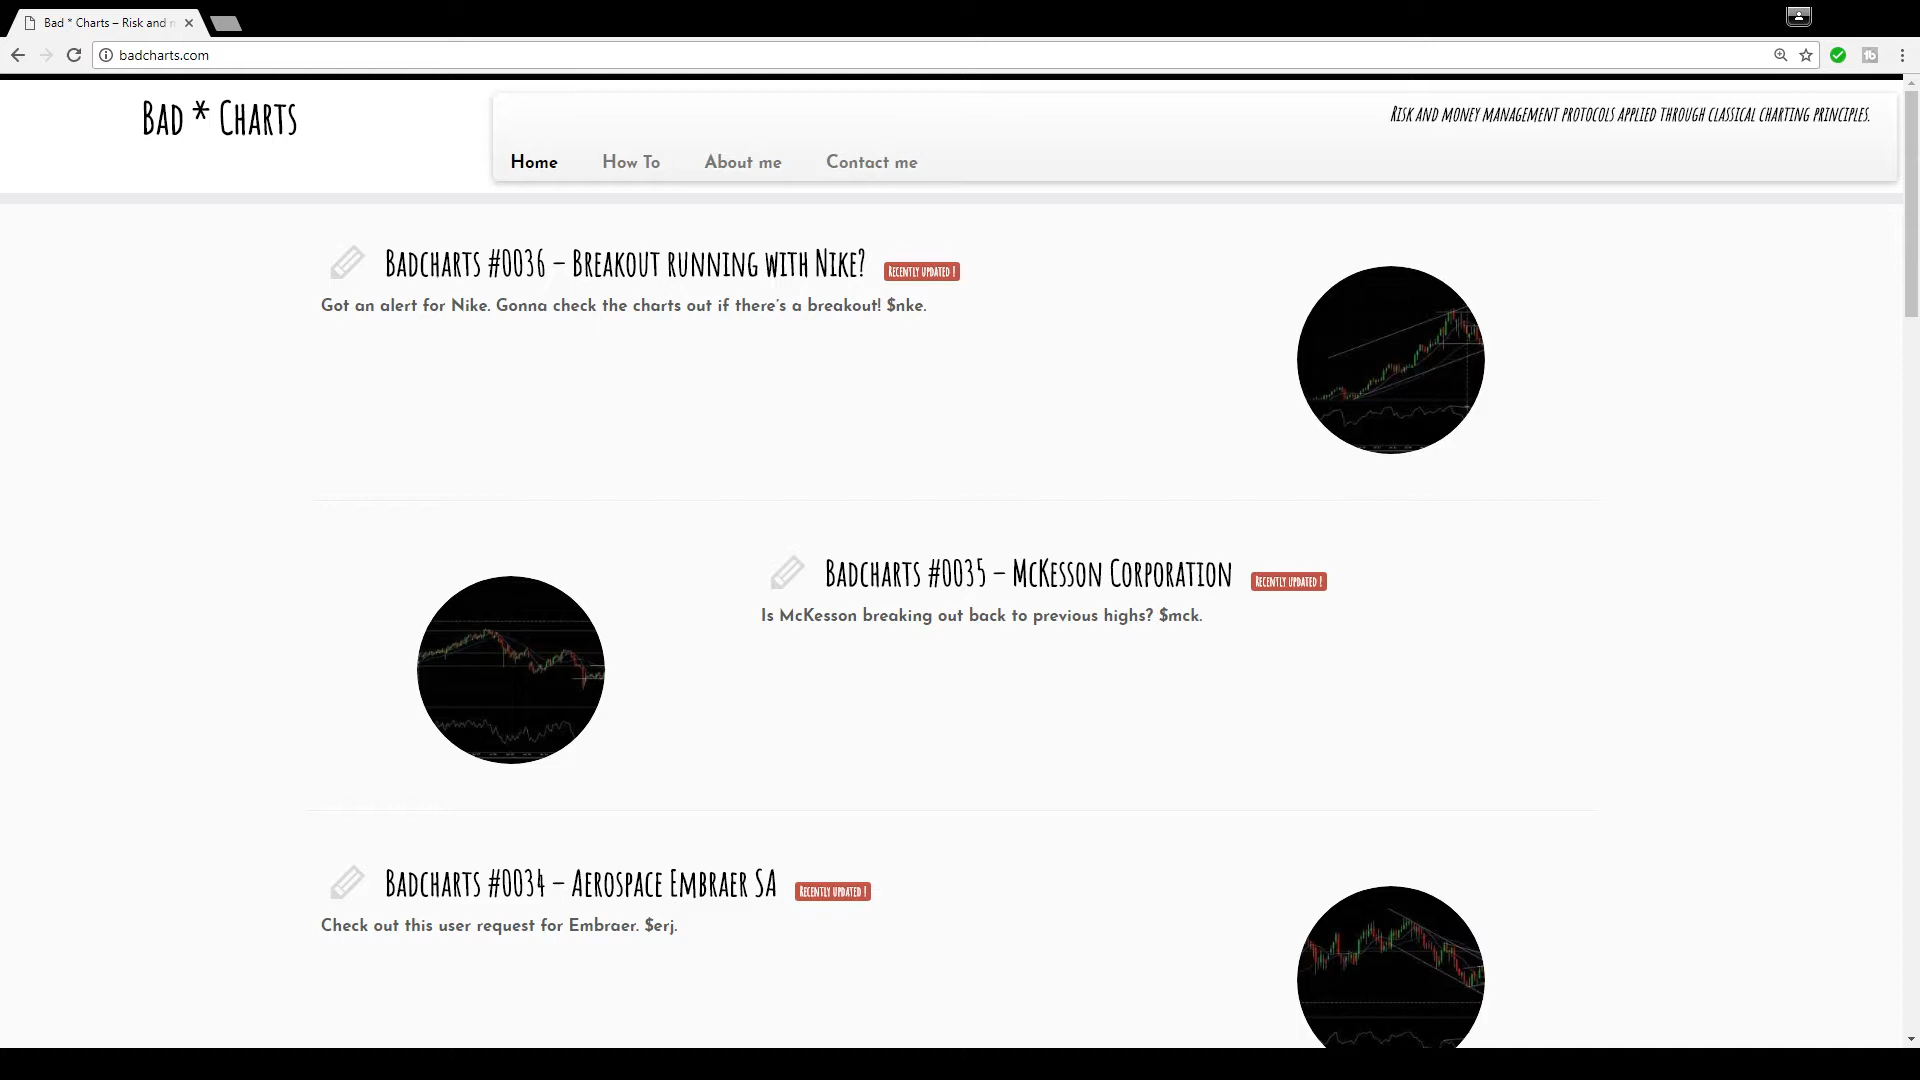 Bad * Charts – Risk and
badcharts.com
Bad * Charts
Risk and money management protocols applied through classical charting principles.
Home
How To
About me
Contact me
Badcharts #0036 – Breakout running with Nike?
Recently updated !
Got an alert for Nike. Gonna check the charts out if there's a breakout! $nke.
Badcharts #0035 – McKesson Corporation
Recently updated !
Is McKesson breaking out back to previous highs? $mck.
Badcharts #0034 – Aerospace Embraer SA
Recently updated !
Check out this user request for Embraer. $erj.